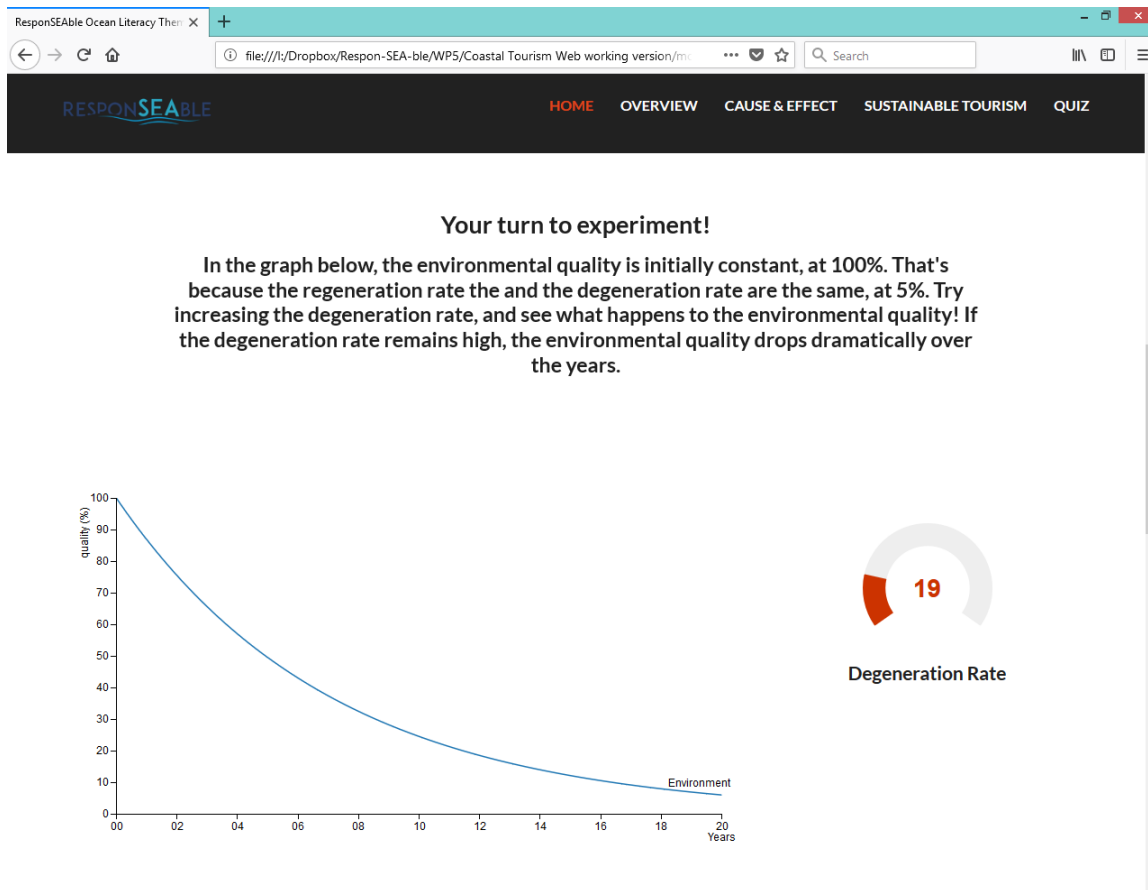 ResponSEAble Ocean Literacy Them
file:///I:/Dropbox/Respon-SEA-ble/WP5/Coastal Tourism Web working version/m
Search
RESPONSEABLE
HOME OVERVIEW CAUSE & EFFECT SUSTAINABLE TOURISM QUIZ
Your turn to experiment!
In the graph below, the environmental quality is initially constant, at 100%. That's
because the regeneration rate the and the degeneration rate are the same, at 5%. Try
increasing the degeneration rate, and see what happens to the environmental quality! If
the degeneration rate remains high, the environmental quality drops dramatically over
the years.
quality (%)
100
90
80
70
60
50
40
30
20
10
0
00 02 04 06 08 10 12 14 16 18 20
Years
Environment
19
Degeneration Rate